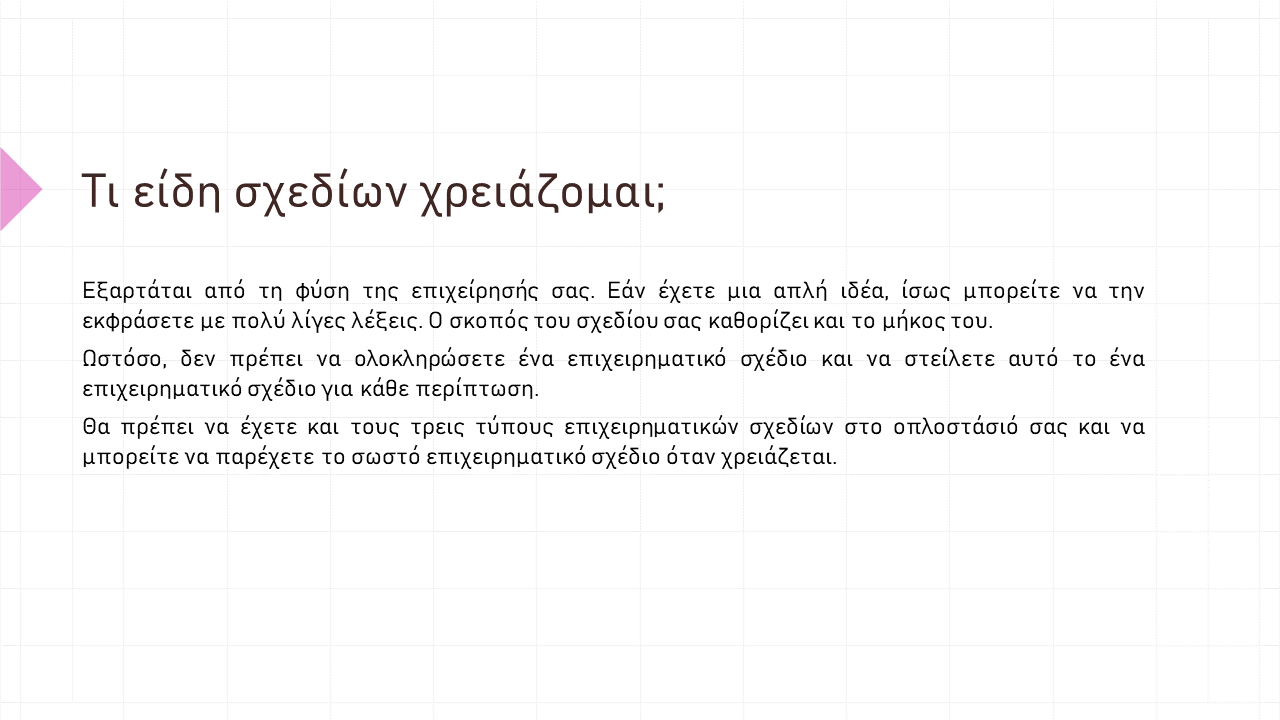 Τι είδη σχεδίων χρειάζομαι;
Εξαρτάται από τη φύση της επιχείρησής σας. Εάν έχετε μια απλή ιδέα, ίσως μπορείτε να την
εκφράσετε με πολύ λίγες λέξεις. Ο σκοπός του σχεδίου σας καθορίζει και το μήκος του.
Ωστόσο, δεν πρέπει να ολοκληρώσετε ένα επιχειρηματικό σχέδιο και να στείλετε αυτό το ένα
επιχειρηματικό σχέδιο για κάθε περίπτωση.
Θα πρέπει να έχετε και τους τρεις τύπους επιχειρηματικών σχεδίων στο οπλοστάσιό σας και να
μπορείτε να παρέχετε το σωστό επιχειρηματικό σχέδιο όταν χρειάζεται.